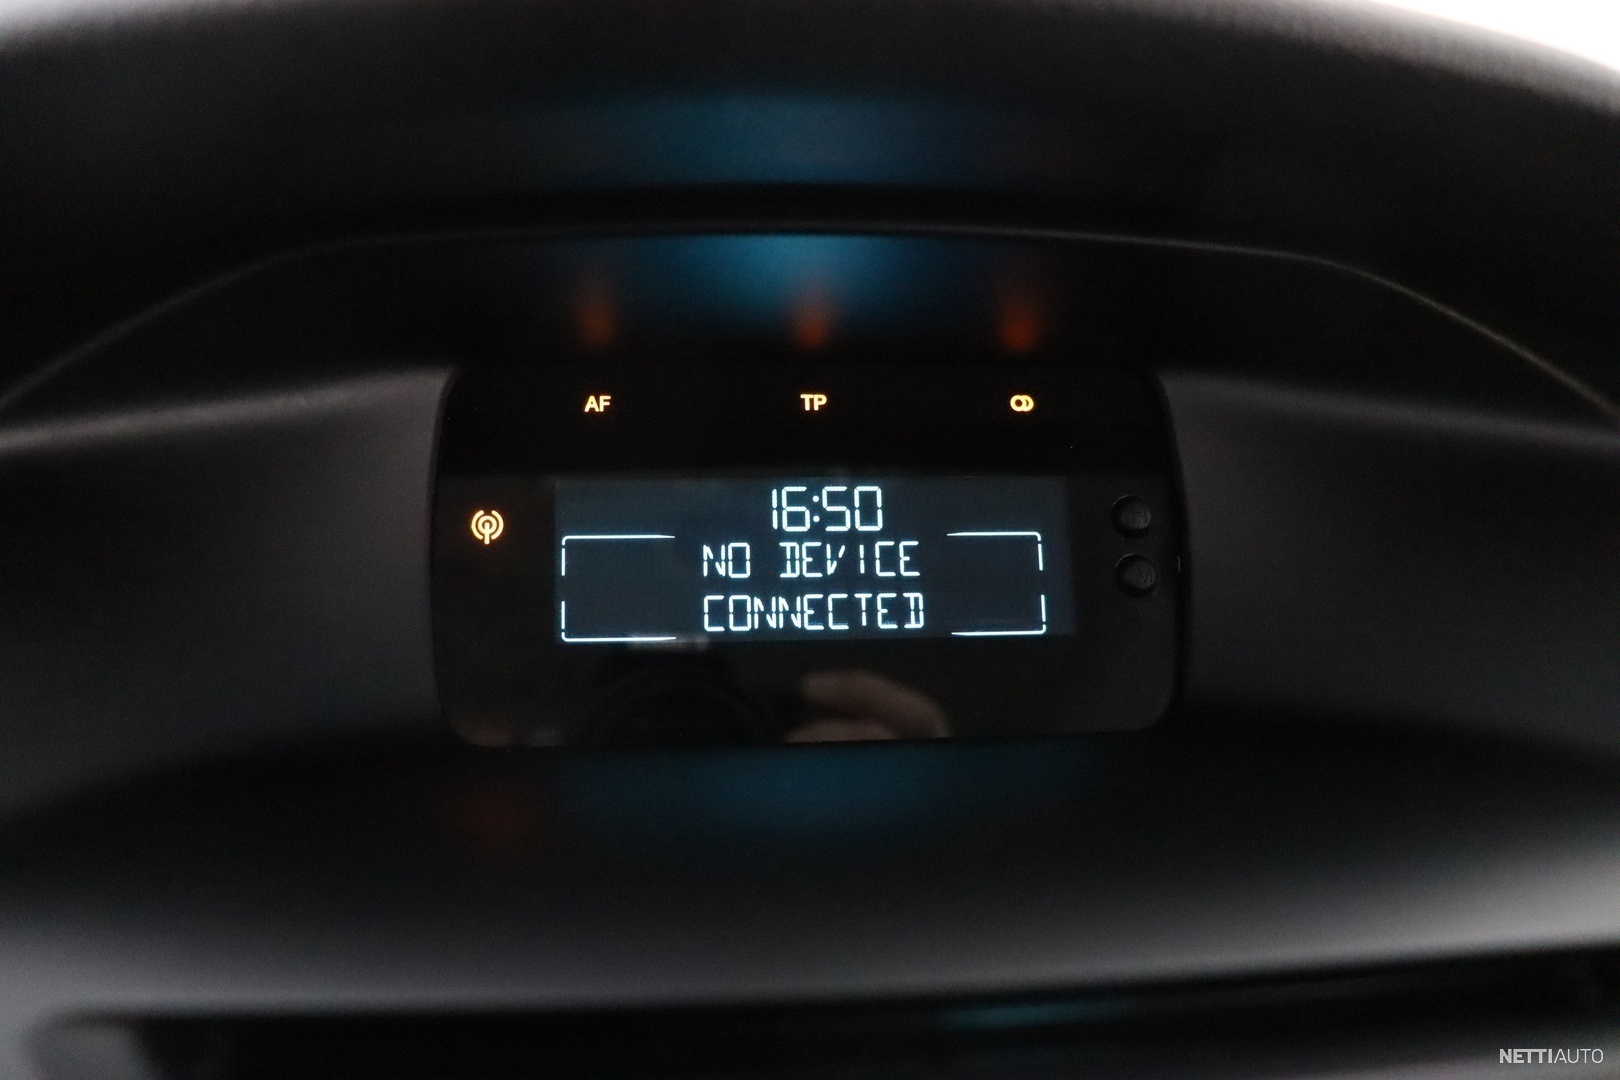 AF TP
16:50
NO DEVICE
CONNECTED
NETTIAUTO